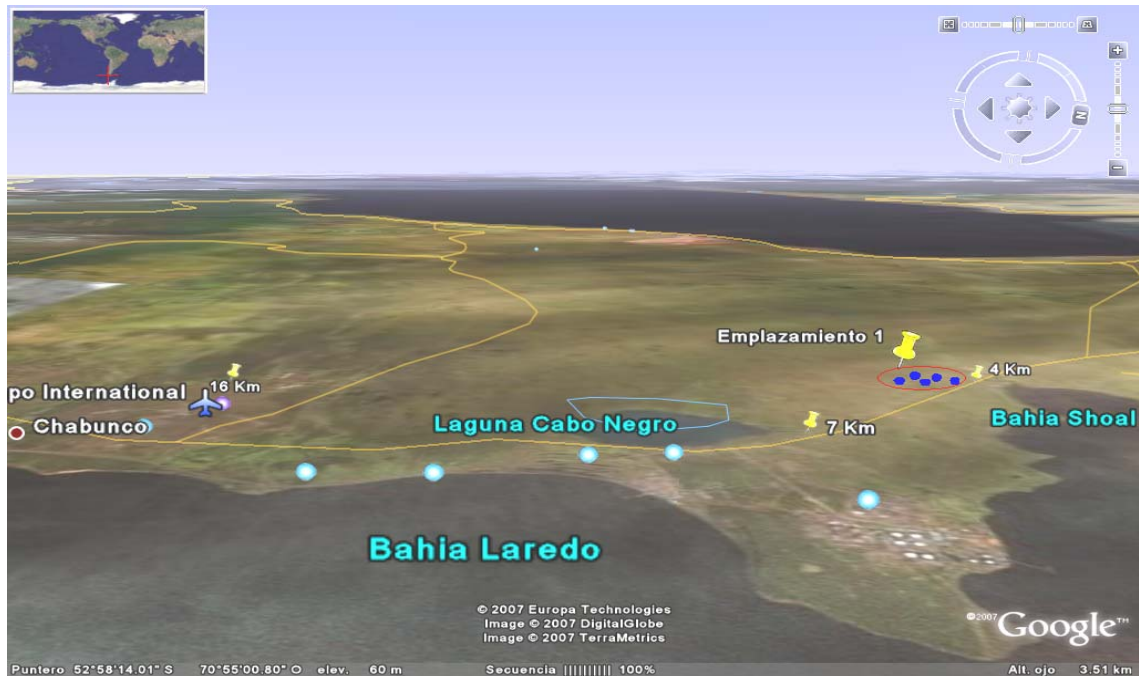 N
Emplazamiento 1
4 Km
16 Km
po International
Chabunco
Laguna Cabo Negro
7 Km
Bahia Shoal
Bahia Laredo
© 2007 Europa Technologies
Image © 2007 DigitalGlobe
Image © 2007 TerraMetrics
©2007 Google™
Puntero 52°58'14.01" S 70°55'00.80" O elev. 60 m Secuencia |||||||||| 100% Alt. ojo 3.51 km